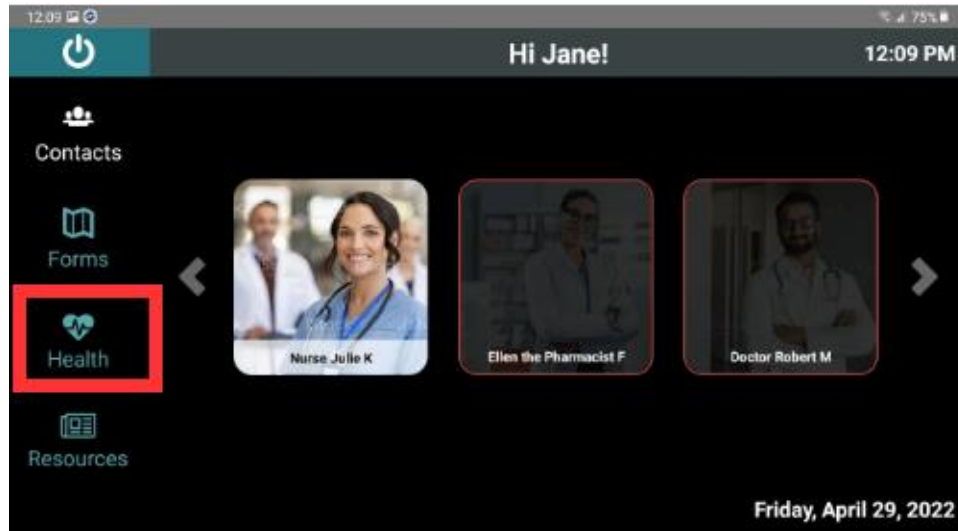 12:09
75%
Hi Jane!
12:09 PM
Contacts
Forms
Health
Resources
Nurse Julie K
Ellen the Pharmacist F
Doctor Robert M
Friday, April 29, 2022